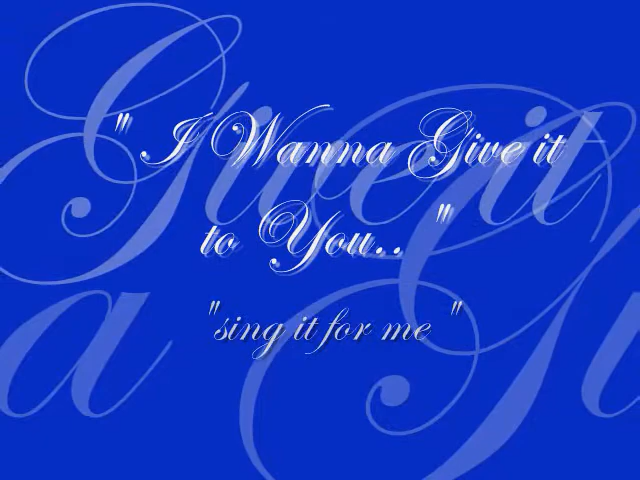 " I Wanna Give it
to You.. "
"sing it for me "